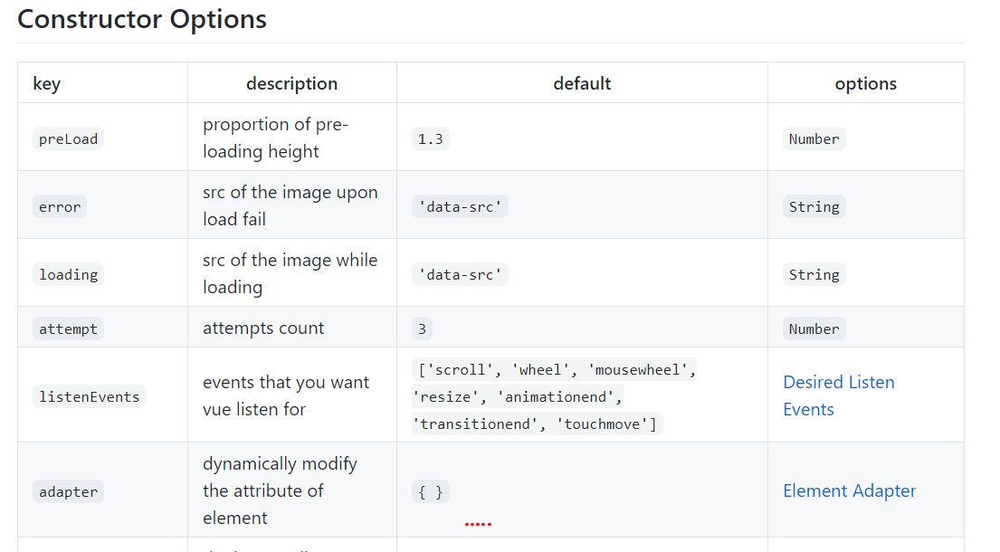 Constructor Options
key description default options
preLoad proportion of pre-loading height 1.3 Number
error src of the image upon load fail 'data-src' String
loading src of the image while loading 'data-src' String
attempt attempts count 3 Number
listenEvents events that you want vue listen for ['scroll', 'wheel', 'mousewheel', 'resize', 'animationend', 'transitionend', 'touchmove'] Desired Listen Events
adapter dynamically modify the attribute of element { } Element Adapter